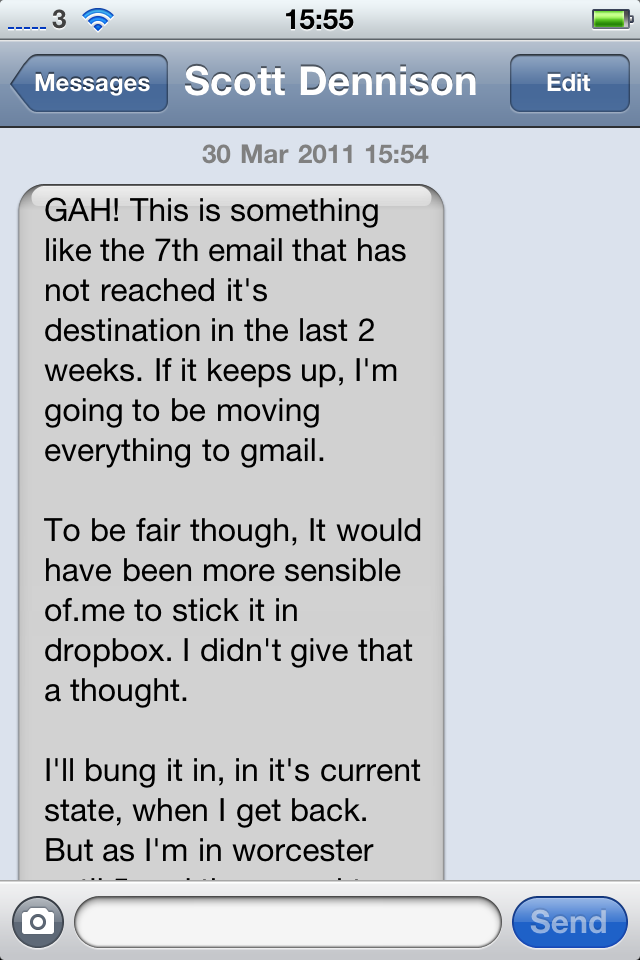 3 15:55
Messages Scott Dennison Edit
30 Mar 2011 15:54
GAH! This is something
like the 7th email that has
not reached it's
destination in the last 2
weeks. If it keeps up, I'm
going to be moving
everything to gmail.
To be fair though, It would
have been more sensible
of.me to stick it in
dropbox. I didn't give that
a thought.
I'll bung it in, in it's current
state, when I get back.
But as I'm in worcester
Send